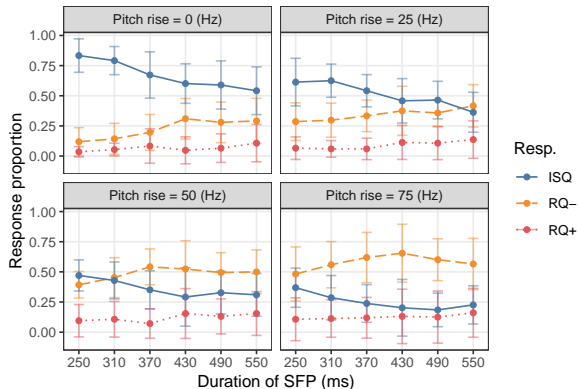 Pitch rise = 0 (Hz)
Pitch rise = 25 (Hz)
1.00
0.75
0.50
0.25
0.00
Pitch rise = 50 (Hz)
Pitch rise = 75 (Hz)
1.00
0.75
0.50
0.25
0.00
250 310 370 430 490 550
250 310 370 430 490 550
Duration of SFP (ms)
Response proportion
Resp.
ISQ
RQ−
RQ+